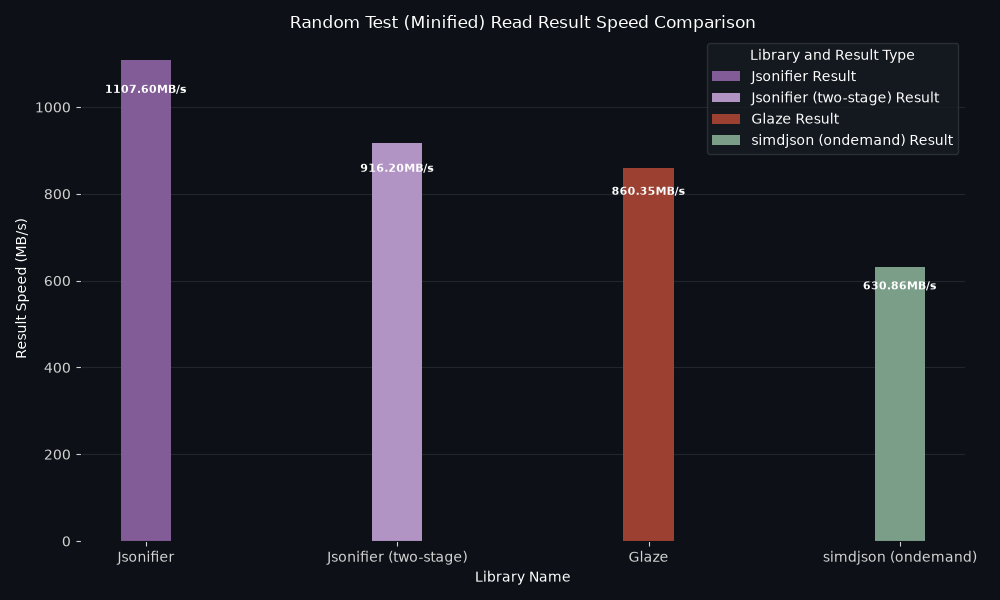 Random Test (Minified) Read Result Speed Comparison
Library and Result Type
Jsonifier Result
Jsonifier (two-stage) Result
Glaze Result
simdjson (ondemand) Result
1107.60MB/s
916.20MB/s
860.35MB/s
630.86MB/s
Result Speed (MB/s)
1000
800
600
400
200
0
Jsonifier
Jsonifier (two-stage)
Glaze
simdjson (ondemand)
Library Name